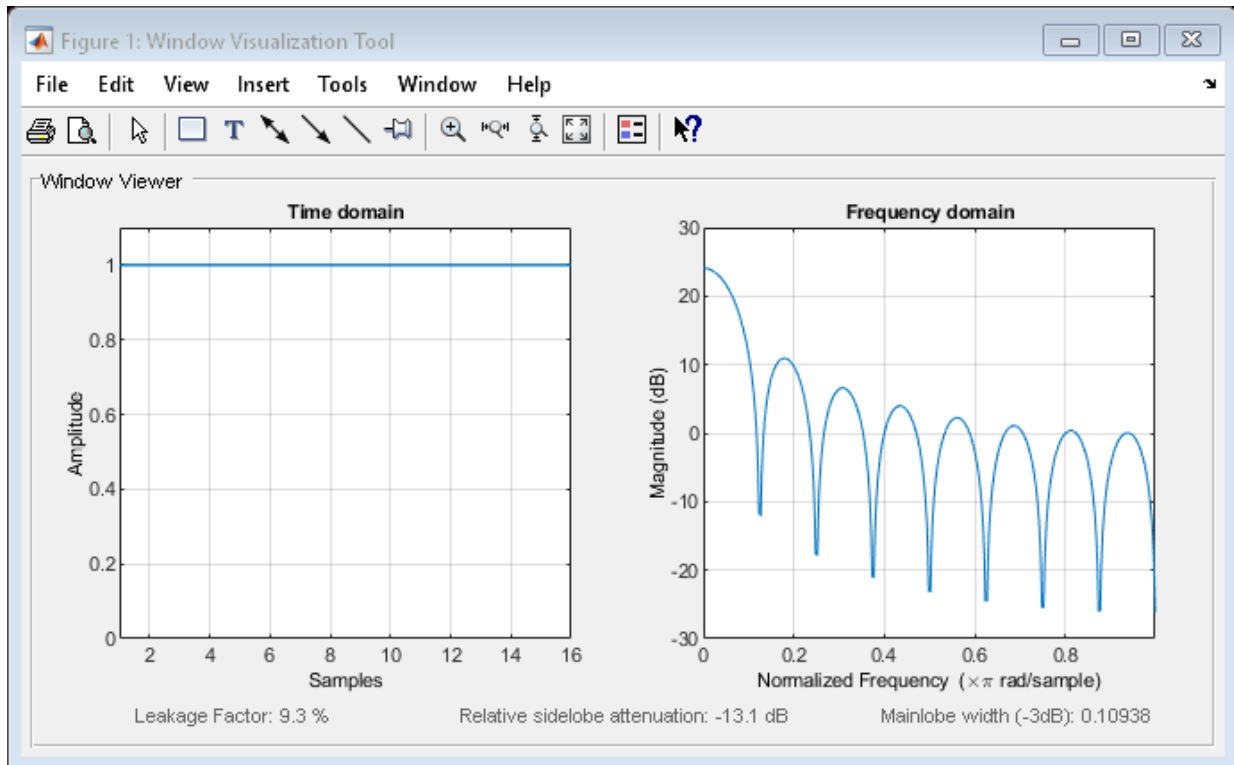 Figure 1: Window Visualization Tool
File Edit View Insert Tools Window Help
T
?
Window Viewer
Time domain
1
0.8
0.6
0.4
0.2
0
Amplitude
2 4 6 8 10 12 14 16
Samples
Frequency domain
30
20
10
0
-10
-20
-30
Magnitude (dB)
0 0.2 0.4 0.6 0.8
Normalized Frequency (×π rad/sample)
Leakage Factor: 9.3 % Relative sidelobe attenuation: -13.1 dB Mainlobe width (-3dB): 0.10938